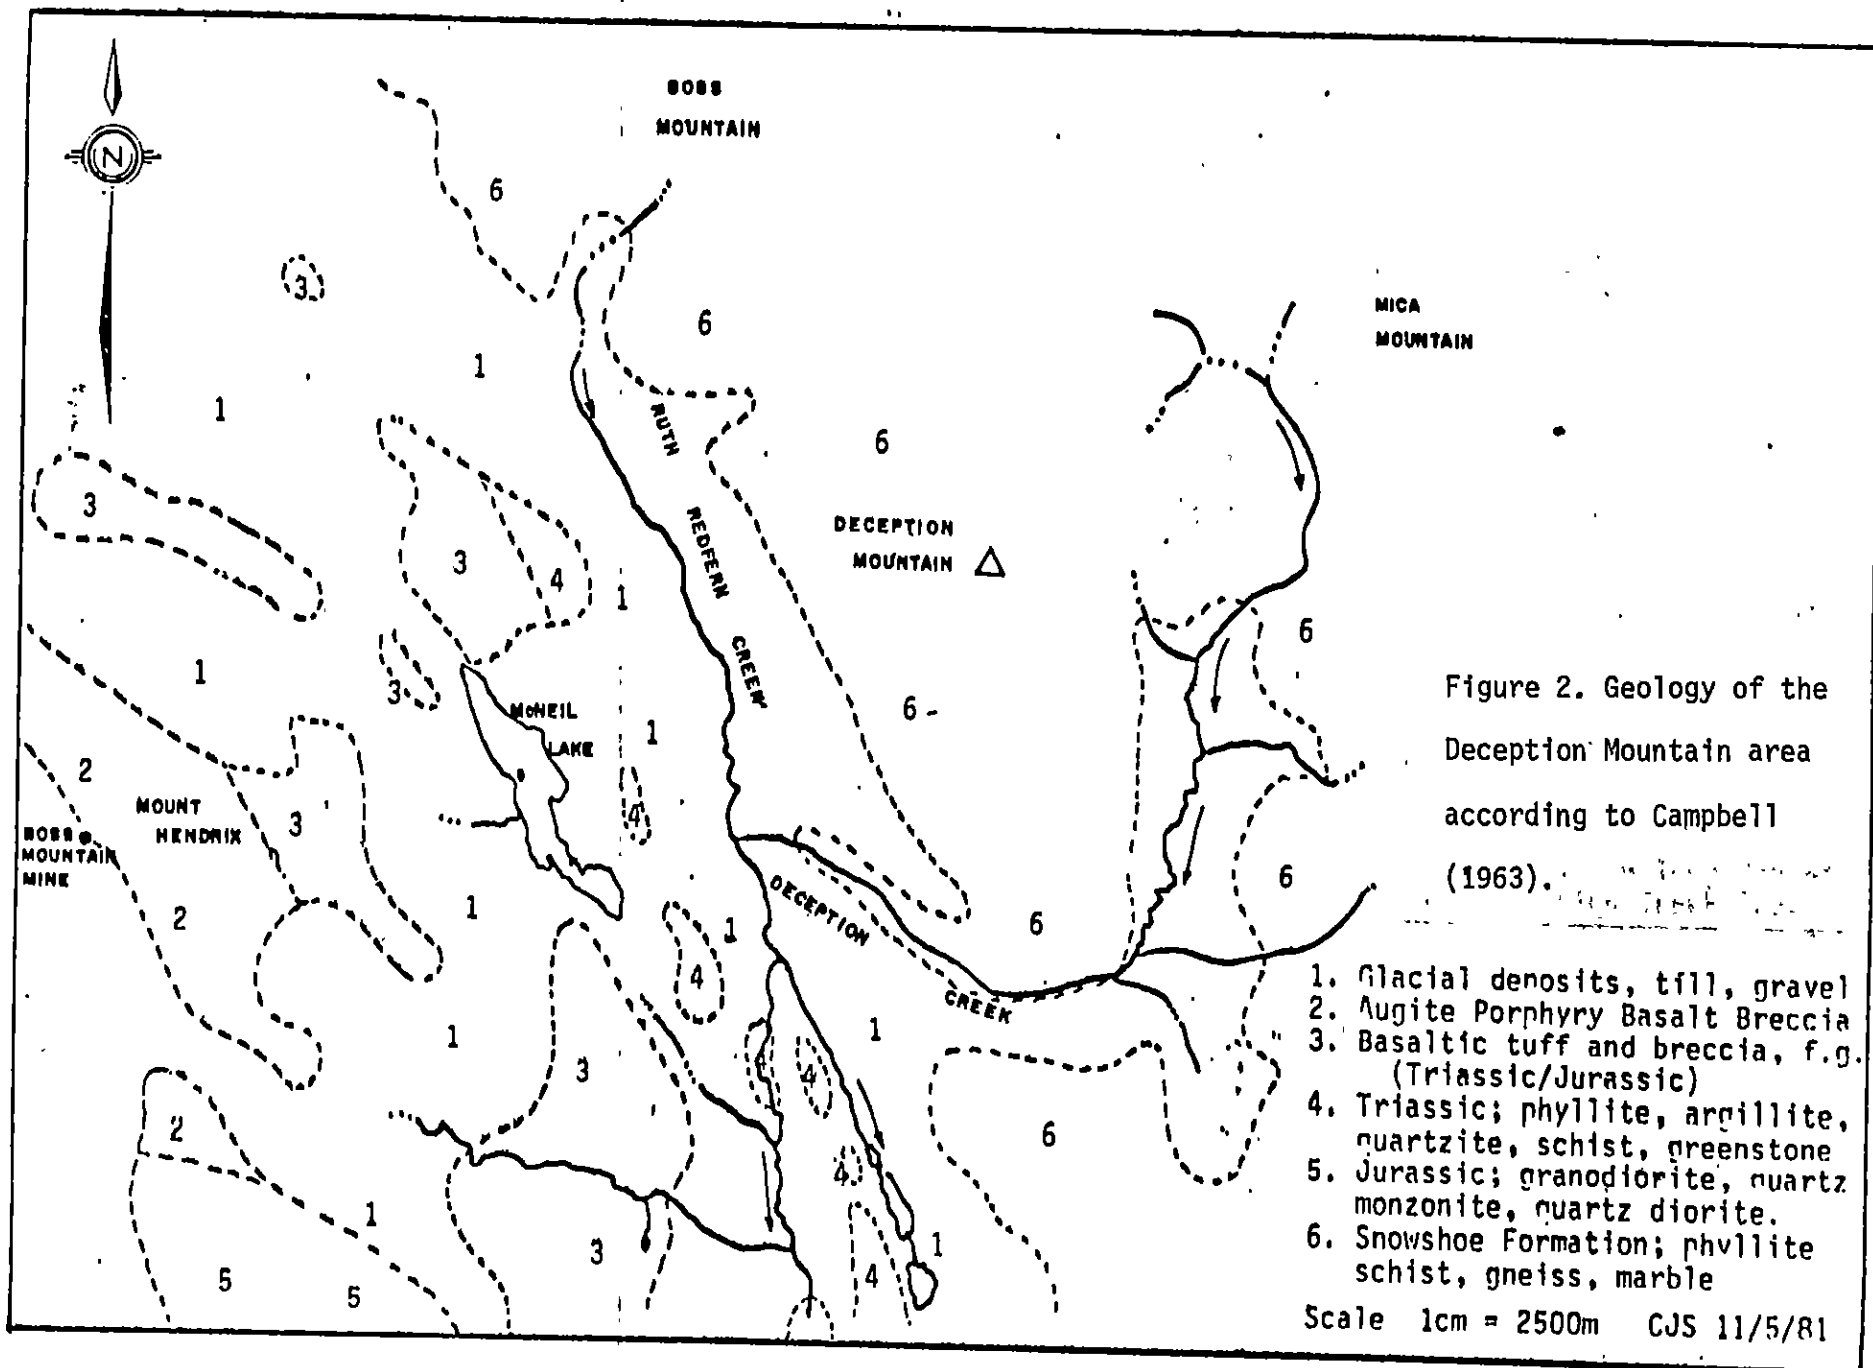 BOSS
MOUNTAIN
N
6
3
6
MICA
MOUNTAIN
1
1
RUTH
REDFERN
CREEK
6
3
DECEPTION
MOUNTAIN
3
4
1
6
1
3
6
McNEIL
LAKE
1
2
MOUNT
HENDRIX
BOSS
MOUNTAIN
MINE
3
4
2
1
DECEPTION
CREEK
1
4
6
6
1
3
4
4
1
2
6
4
1
3
1
4
5
5
Figure 2. Geology of the
Deception Mountain area
according to Campbell
(1963).
1. Glacial denosits, till, gravel
2. Augite Porphyry Basalt Breccia
3. Basaltic tuff and breccia, f.g.
(Triassic/Jurassic)
4. Triassic; phyllite, argillite,
quartzite, schist, greenstone
5. Jurassic; granodiorite, quartz
monzonite, quartz diorite.
6. Snowshoe Formation; phyllite
schist, gneiss, marble
Scale 1cm = 2500m CJS 11/5/81